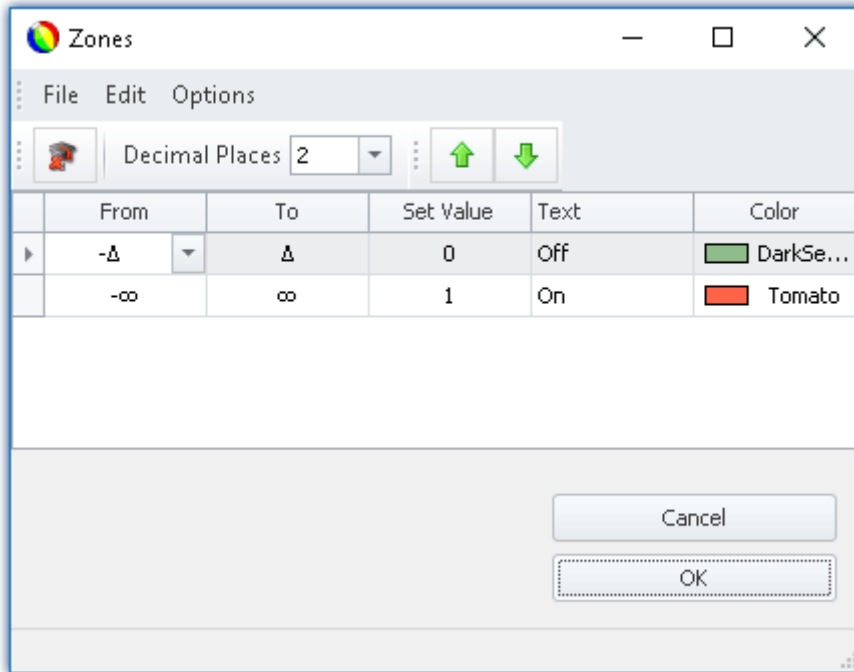 Zones
File Edit Options
Decimal Places 2
From To Set Value Text Color
-Δ Δ 0 Off DarkSe...
-∞ ∞ 1 On Tomato
Cancel
OK